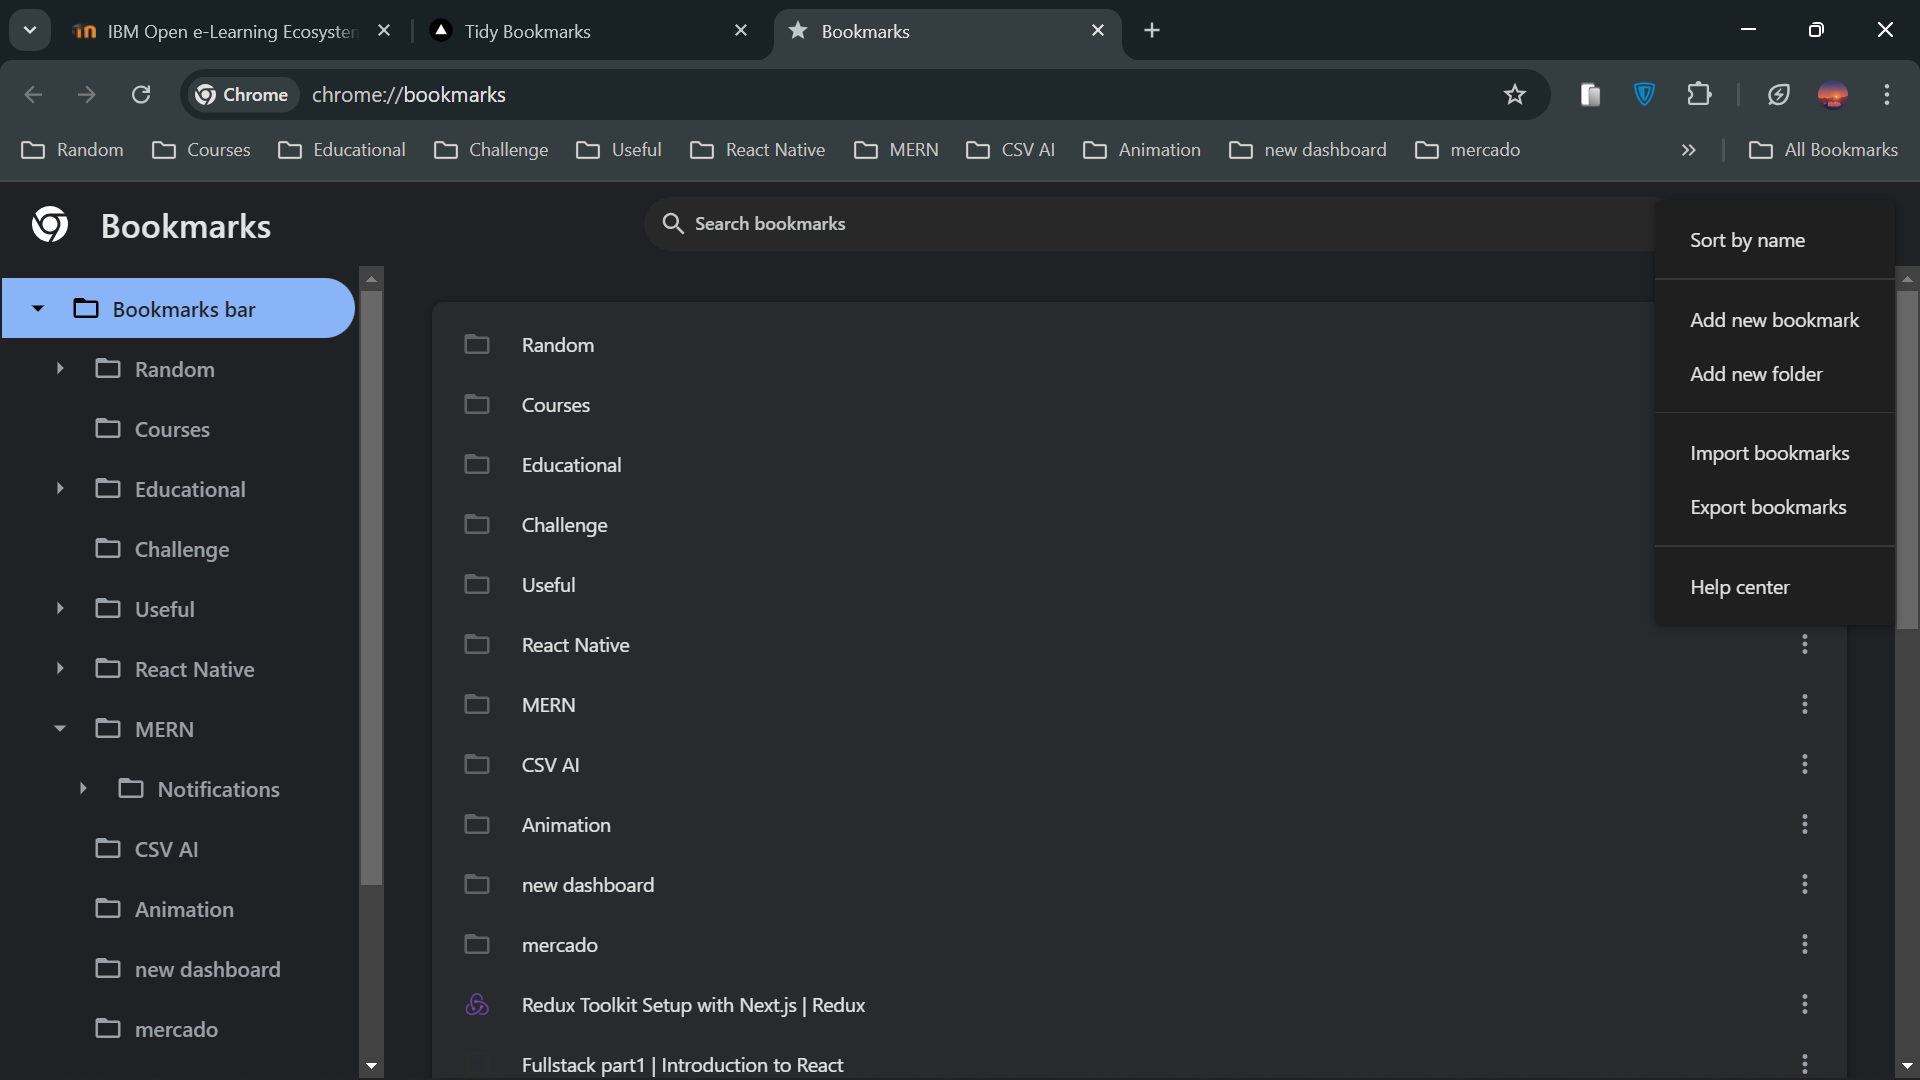 IBM Open e-Learning Ecosystem
Tidy Bookmarks
Bookmarks
Chrome
chrome://bookmarks
Random
Courses
Educational
Challenge
Useful
React Native
MERN
CSV AI
Animation
new dashboard
mercado
All Bookmarks
Bookmarks
Search bookmarks
Bookmarks bar
Random
Courses
Educational
Challenge
Useful
React Native
MERN
Notifications
CSV AI
Animation
new dashboard
mercado
Random
Courses
Educational
Challenge
Useful
React Native
MERN
CSV AI
Animation
new dashboard
mercado
Redux Toolkit Setup with Next.js | Redux
Fullstack part1 | Introduction to React
Sort by name
Add new bookmark
Add new folder
Import bookmarks
Export bookmarks
Help center